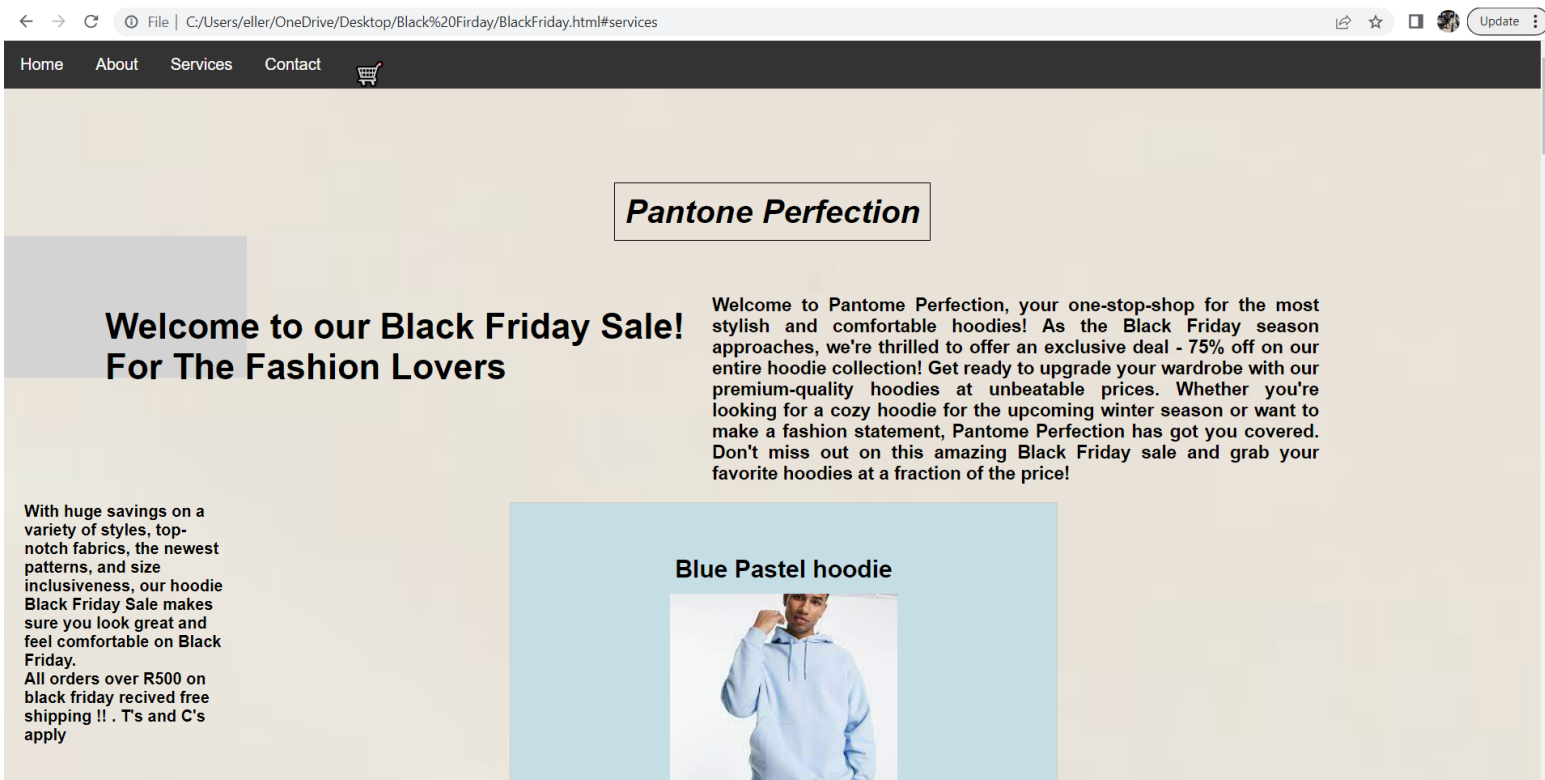 File | C:/Users/eller/OneDrive/Desktop/Black%20Firday/BlackFriday.html#services
Update
Home About Services Contact
Pantone Perfection
Welcome to our Black Friday Sale!
For The Fashion Lovers
Welcome to Pantome Perfection, your one-stop-shop for the most
stylish and comfortable hoodies! As the Black Friday season
approaches, we're thrilled to offer an exclusive deal - 75% off on our
entire hoodie collection! Get ready to upgrade your wardrobe with our
premium-quality hoodies at unbeatable prices. Whether you're
looking for a cozy hoodie for the upcoming winter season or want to
make a fashion statement, Pantome Perfection has got you covered.
Don't miss out on this amazing Black Friday sale and grab your
favorite hoodies at a fraction of the price!
With huge savings on a
variety of styles, top-
notch fabrics, the newest
patterns, and size
inclusiveness, our hoodie
Black Friday Sale makes
sure you look great and
feel comfortable on Black
Friday.
All orders over R500 on
black friday recived free
shipping !! . T's and C's
apply
Blue Pastel hoodie